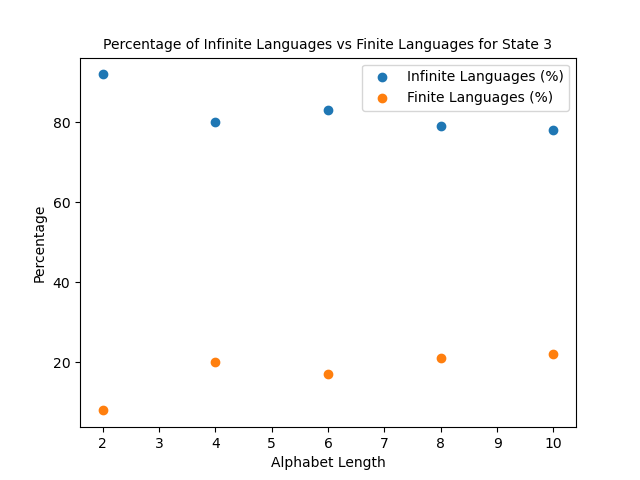 Percentage of Infinite Languages vs Finite Languages for State 3
Infinite Languages (%)
Finite Languages (%)
80
60
40
20
Percentage
2 3 4 5 6 7 8 9 10
Alphabet Length